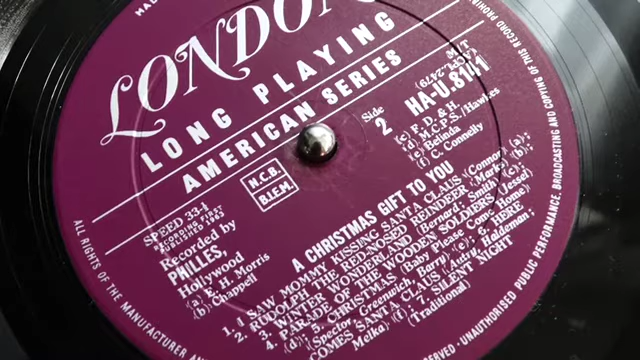 LONDON
LONG PLAYING
AMERICAN SERIES
Side
2
HA-U.8141
(c) F. D. & H.
(d) M.C.P.S./Hawkes
(e) Belinda
(f) C. Connelly
N.C.B.
B.I.E.M.
SPEED 33⅓
RECORDING FIRST
PUBLISHED 1963
Recorded by
PHILLES,
Hollywood
(a) E. H. Morris
(b) Chappell
A CHRISTMAS GIFT TO YOU
1. I SAW MOMMY KISSING SANTA CLAUS (Connor) (a);
2. RUDOLPH THE RED-NOSED REINDEER (Marks) (b);
3. WINTER WONDERLAND (Bernard, Smith) (c);
4. PARADE OF THE WOODEN SOLDIERS (Jessel)
(d); 5. CHRISTMAS (Baby Please Come Home)
(Spector, Greenwich, Barry) (e); 6. HERE
COMES SANTA CLAUS (Autry, Haldeman,
Melka) (f); 7. SILENT NIGHT
(Traditional)
ALL RIGHTS OF THE MANUFACTURER AND
RESERVED · UNAUTHORISED PUBLIC PERFORMANCE, BROADCASTING AND COPYING OF THIS RECORD PROHIB